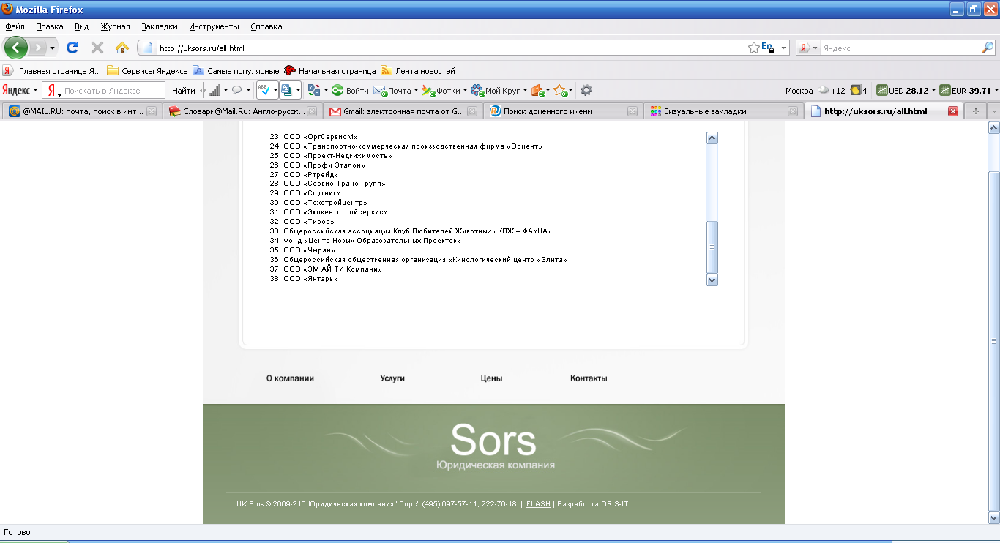 Mozilla Firefox
Файл Правка Вид Журнал Закладки Инструменты Справка
http://uksors.ru/all.html En Я Яндекс
Я Главная страница Я... Сервисы Яндекса Самые популярные Начальная страница Лента новостей
Яндекс Я Поискать в Яндексе Найти АБВ Войти Почта Фотки Мой Круг Москва +12 4 USD 28,12 EUR 39,71
@MAIL.RU: почта, поиск в инт... Словари@Mail.Ru: Англо-русск... Gmail: электронная почта от G... Поиск доменного имени Визуальные закладки http://uksors.ru/all.html
23. ООО «ОргСервисМ»
24. ООО «Транспортно-коммерческая производственная фирма «Ориент»
25. ООО «Проект-Недвижимость»
26. ООО «Профи Эталон»
27. ООО «Ртрейд»
28. ООО «Сервис-Транс-Групп»
29. ООО «Спутник»
30. ООО «Техстройцентр»
31. ООО «Эковентстройсервис»
32. ООО «Тирос»
33. Общероссийская ассоциация Клуб Любителей Животных «КЛЖ – ФАУНА»
34. Фонд «Центр Новых Образовательных Проектов»
35. ООО «Чыран»
36. Общероссийская общественная организация «Кинологический центр «Элита»
37. ООО «ЭМ АЙ ТИ Компани»
38. ООО «Янтарь»
О компании Услуги Цены Контакты
Sors
Юридическая компания
UK Sors © 2009-210 Юридическая компания "Сорс" (495) 697-57-11, 222-70-18 | FLASH | Разработка ORIS-IT
Готово